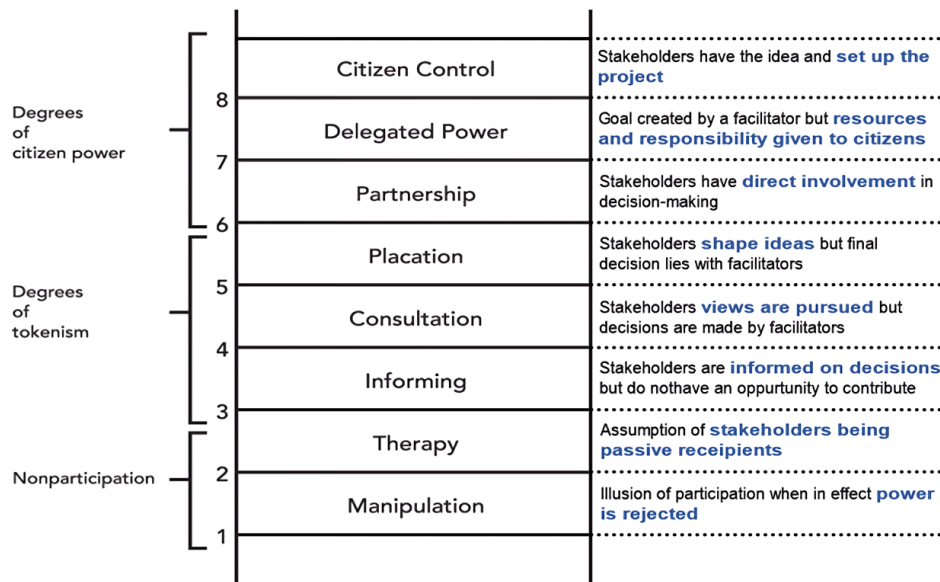 Citizen Control
Stakeholders have the idea and set up the
project
8
Degrees
of
citizen power
Delegated Power
Goal created by a facilitator but resources
and responsibility given to citizens
7
Partnership
Stakeholders have direct involvement in
decision-making
6
Placation
Stakeholders shape ideas but final
decision lies with facilitators
5
Degrees
of
tokenism
Consultation
Stakeholders views are pursued but
decisions are made by facilitators
4
Informing
Stakeholders are informed on decisions
but do nothave an oppurtunity to contribute
3
Therapy
Assumption of stakeholders being
passive receipients
2
Nonparticipation
Manipulation
Illusion of participation when in effect power
is rejected
1